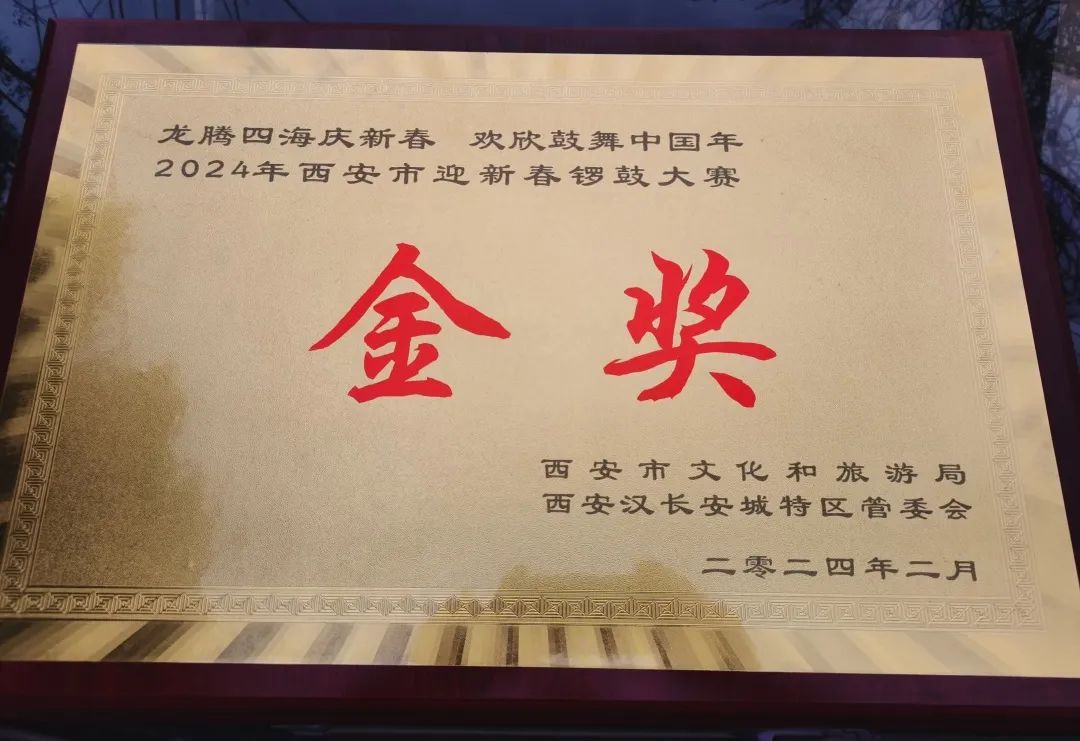 龙腾四海庆新春 欢欣鼓舞中国年
2024年西安市迎新春锣鼓大赛
金奖
西安市文化和旅游局
西安汉长安城特区管委会
二零二四年二月